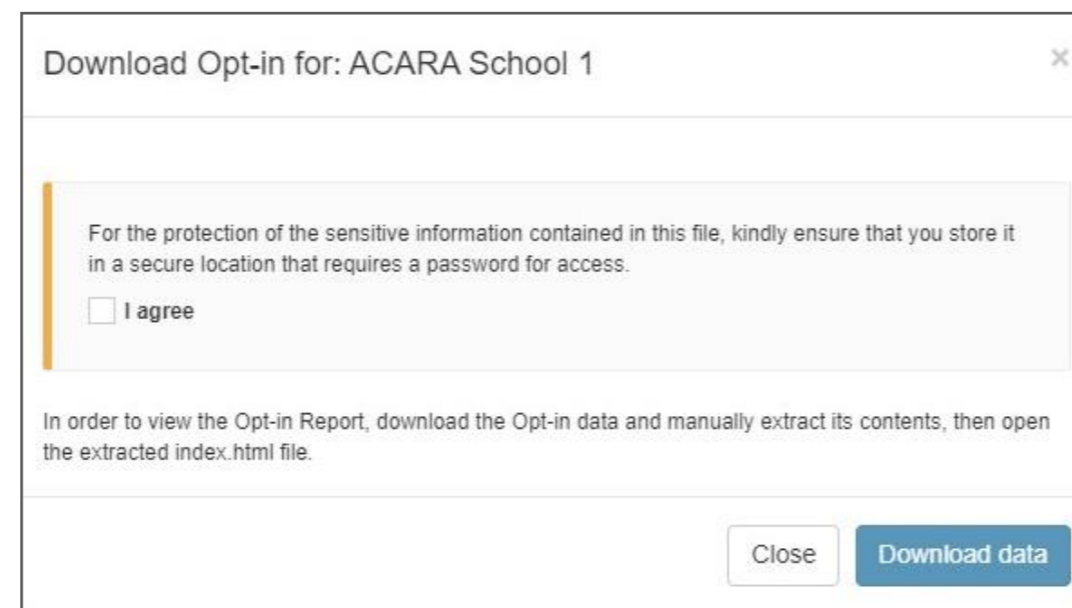 Download Opt-in for: ACARA School 1 ×
For the protection of the sensitive information contained in this file, kindly ensure that you store it
in a secure location that requires a password for access.
I agree
In order to view the Opt-in Report, download the Opt-in data and manually extract its contents, then open
the extracted index.html file.
Close Download data